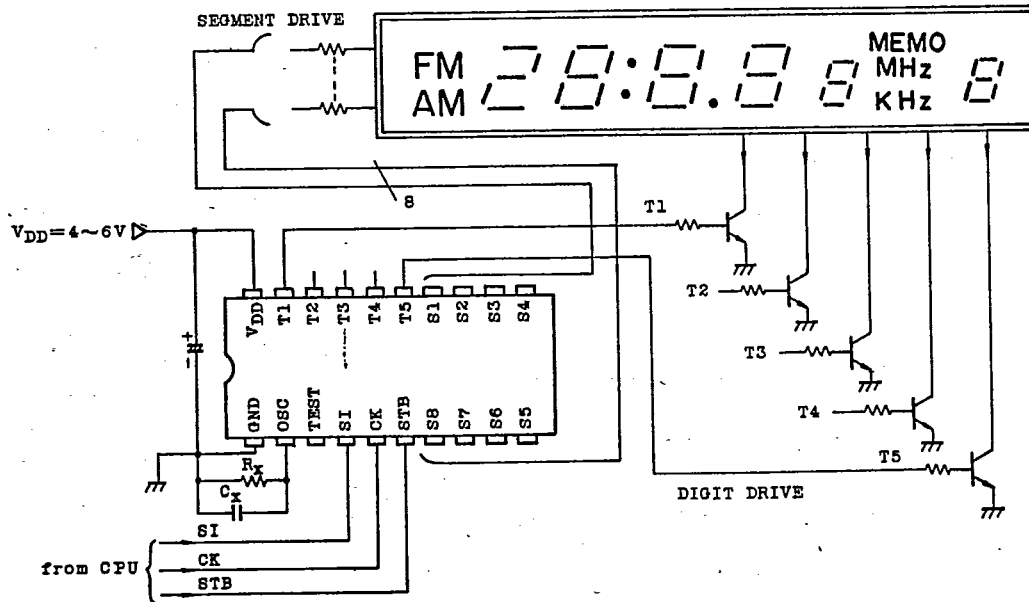 SEGMENT DRIVE
FM 28:8.8 8 MEMO MHz KHz 8
AM
8
VDD=4~6V
T1
T2
T3
T4
T5
VDD T1 T2 T3 T4 T5 S1 S2 S3 S4
GND OSC TEST SI CK STB S8 S7 S6 S5
+
-
RX
CX
DIGIT DRIVE
SI
from CPU CK
STB